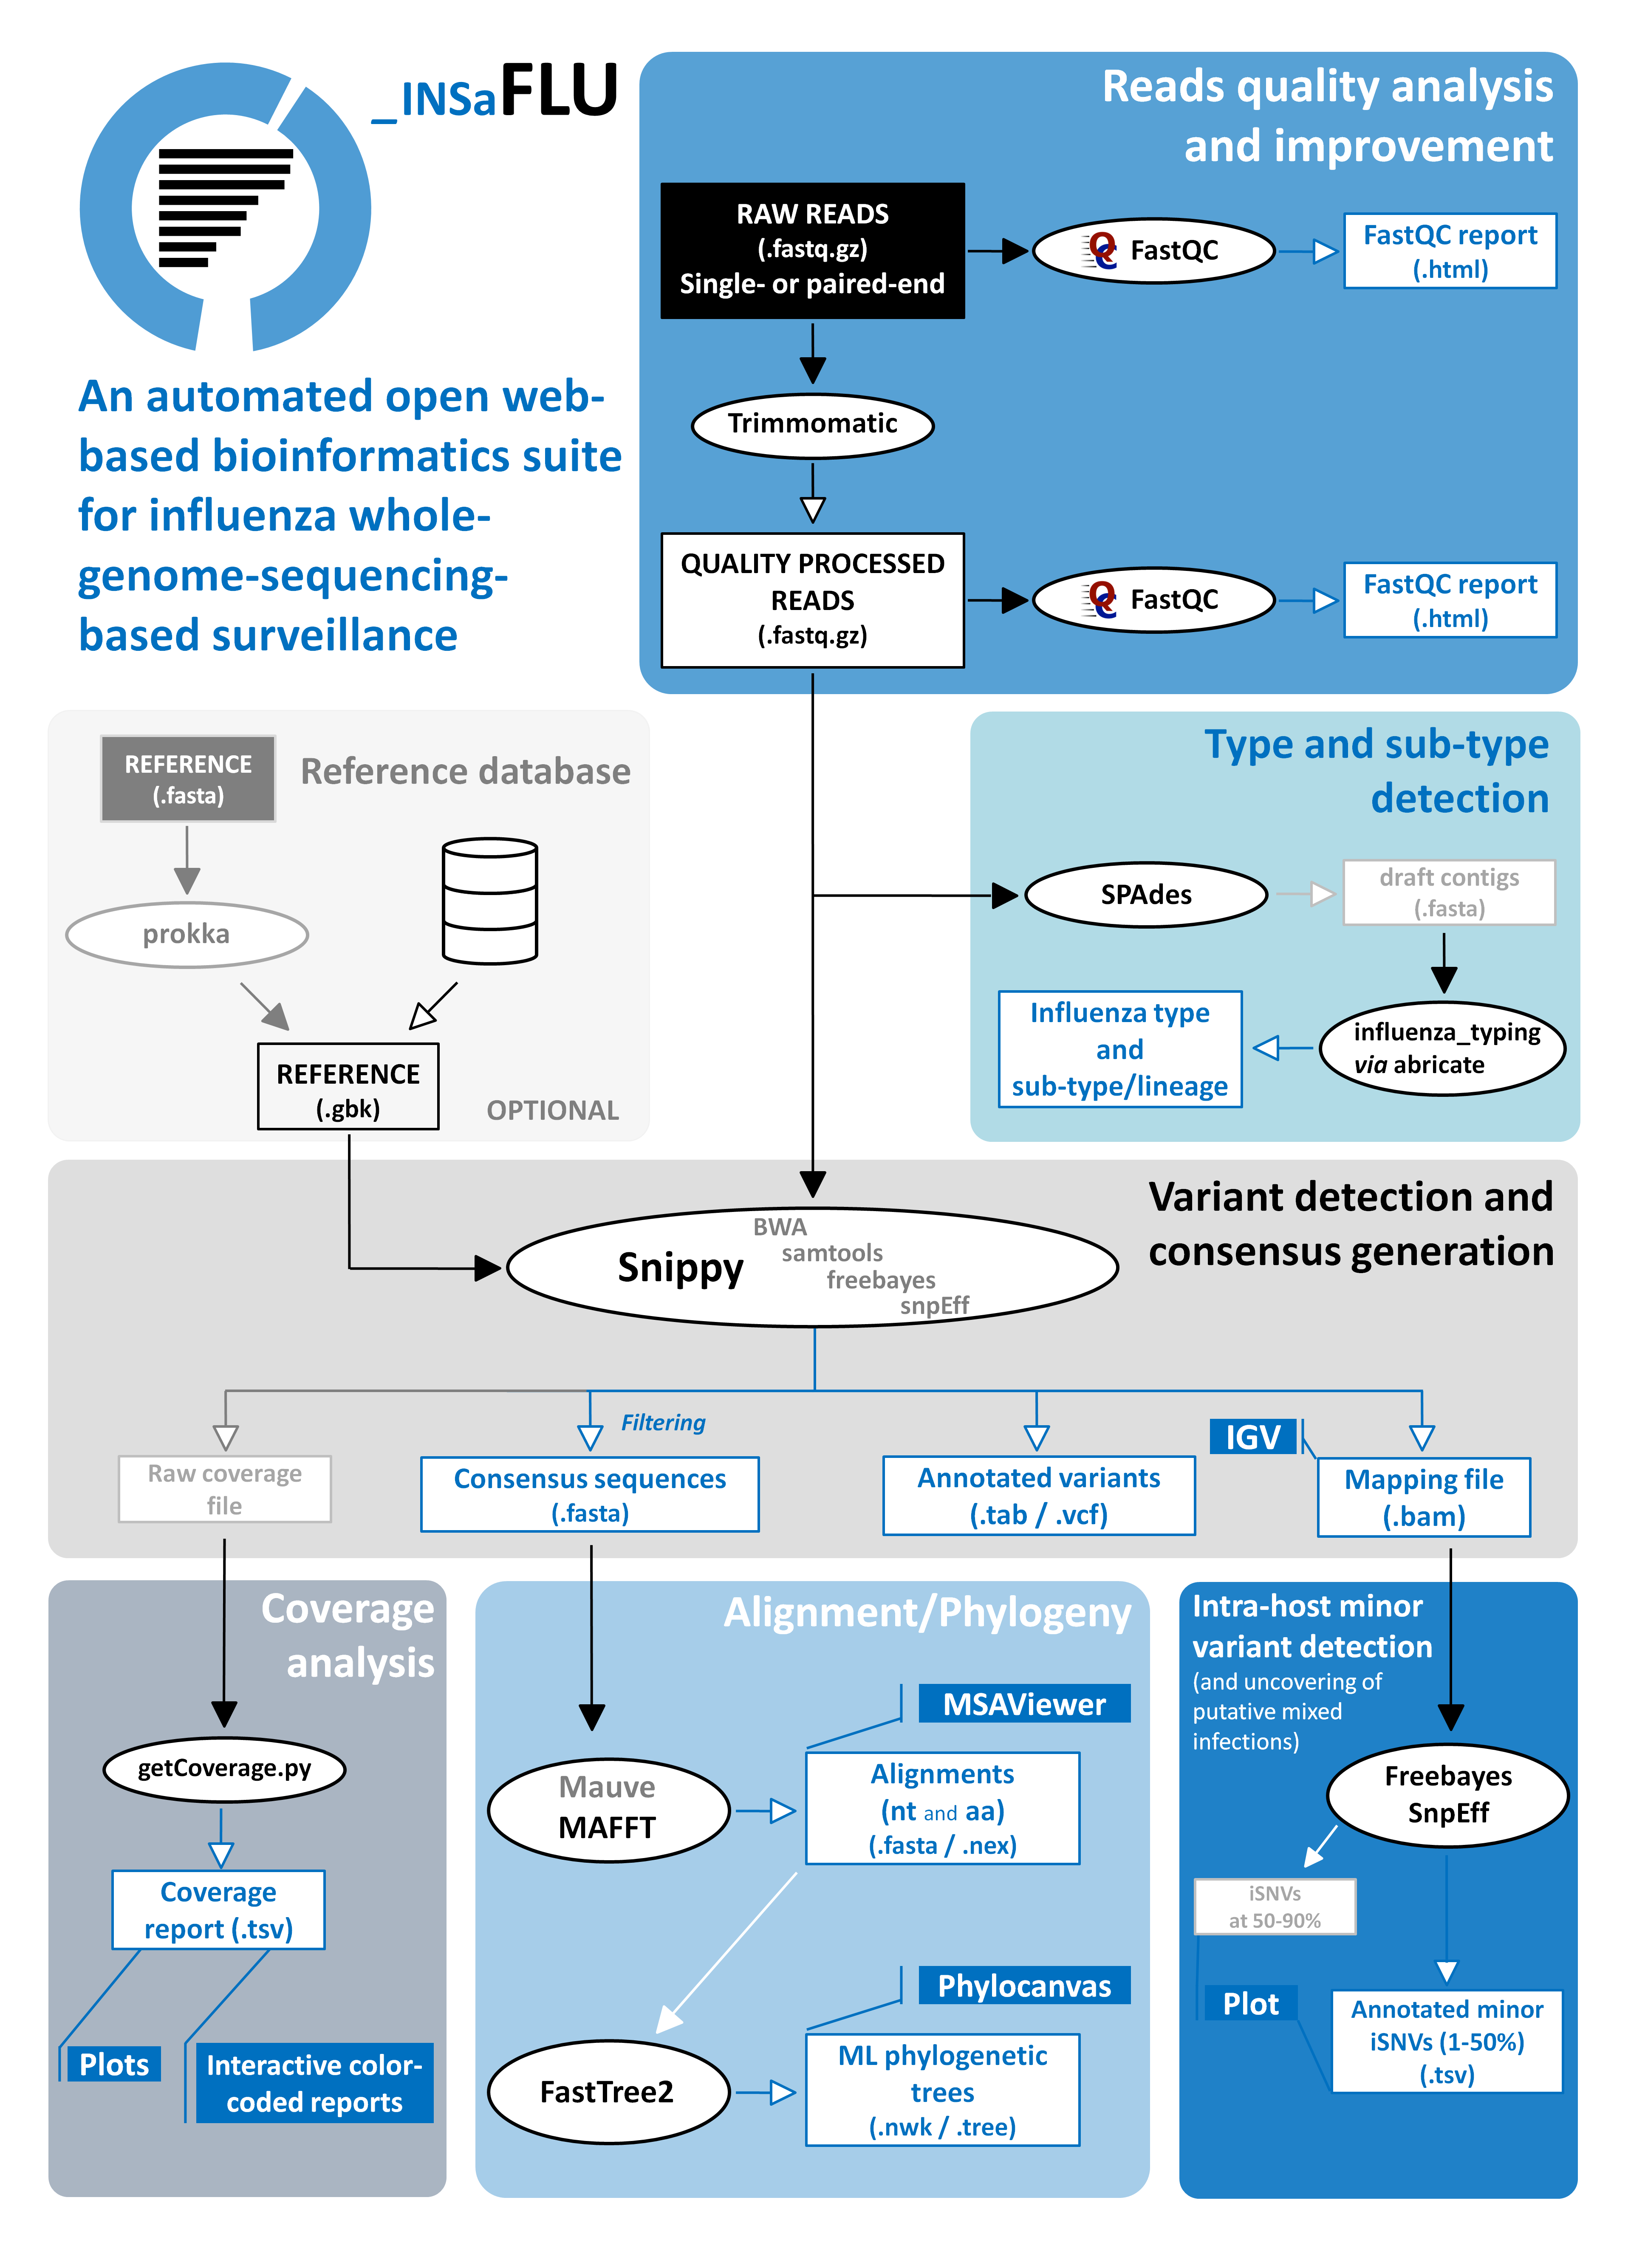 _INSaFLU
An automated open web-
based bioinformatics suite
for influenza whole-
genome-sequencing-
based surveillance
Reads quality analysis
and improvement
RAW READS
(.fastq.gz)
Single- or paired-end
QC FastQC
FastQC report
(.html)
Trimmomatic
QUALITY PROCESSED
READS
(.fastq.gz)
QC FastQC
FastQC report
(.html)
REFERENCE
(.fasta)
Reference database
prokka
REFERENCE
(.gbk)
OPTIONAL
Type and sub-type
detection
SPAdes
draft contigs
(.fasta)
influenza_typing
via abricate
Influenza type
and
sub-type/lineage
Variant detection and
consensus generation
Snippy
BWA
samtools
freebayes
snpEff
Filtering
IGV
Raw coverage
file
Consensus sequences
(.fasta)
Annotated variants
(.tab / .vcf)
Mapping file
(.bam)
Coverage
analysis
getCoverage.py
Coverage
report (.tsv)
Plots
Interactive color-
coded reports
Alignment/Phylogeny
MSAViewer
Mauve
MAFFT
Alignments
(nt and aa)
(.fasta / .nex)
Phylocanvas
FastTree2
ML phylogenetic
trees
(.nwk / .tree)
Intra-host minor
variant detection
(and uncovering of
putative mixed
infections)
Freebayes
SnpEff
iSNVs
at 50-90%
Plot
Annotated minor
iSNVs (1-50%)
(.tsv)